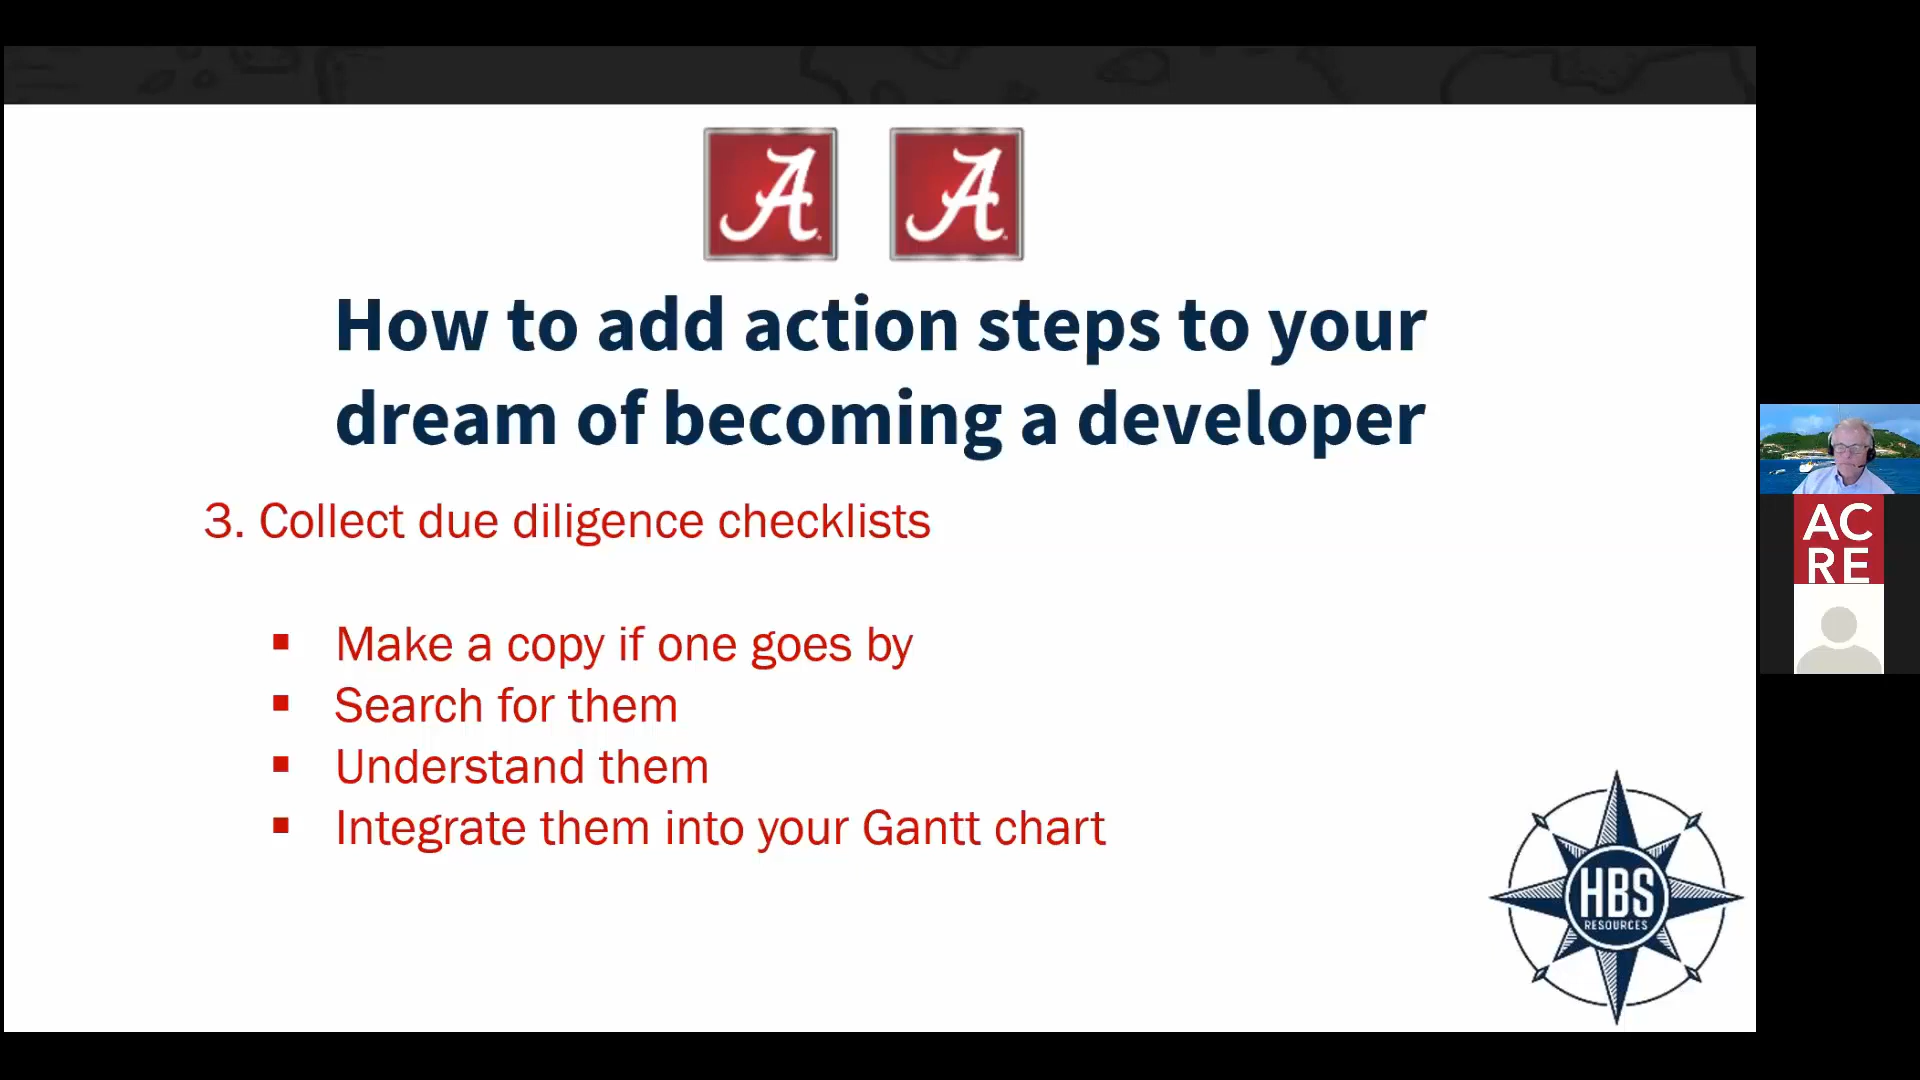 A A
How to add action steps to your
dream of becoming a developer
3. Collect due diligence checklists
▪ Make a copy if one goes by
▪ Search for them
▪ Understand them
▪ Integrate them into your Gantt chart
HBS
RESOURCES
AC
RE